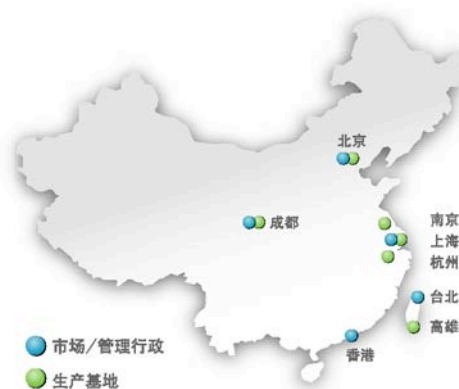 北京
成都
南京
上海
杭州
台北
高雄
香港
市场/管理行政
生产基地